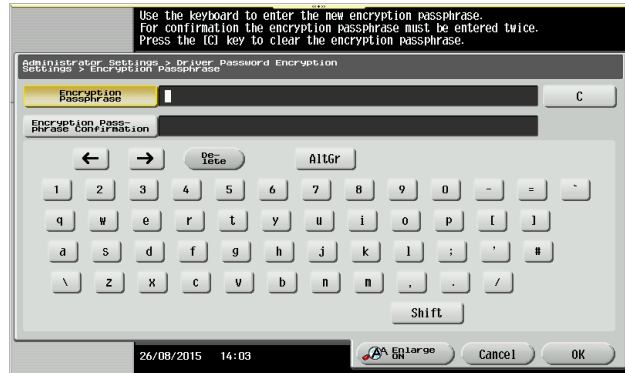 Use the keyboard to enter the new encryption passphrase.
For confirmation the encryption passphrase must be entered twice.
Press the [C] key to clear the encryption passphrase.
Administrator Settings > Driver Password Encryption
Settings > Encryption Passphrase
Encryption
Passphrase
C
Encryption Pass-
phrase Confirmation
← → De-
lete AltGr
1 2 3 4 5 6 7 8 9 0 - = `
q w e r t y u i o p [ ]
a s d f g h j k l ; ' #
\ z x c v b n m , . /
Shift
26/08/2015 14:03
AA Enlarge
ON
Cancel
OK